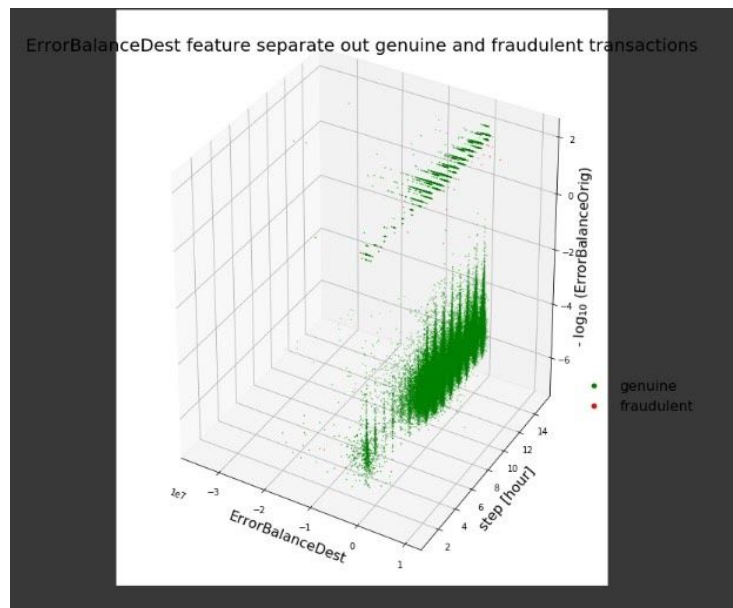 ErrorBalanceDest feature separate out genuine and fraudulent transactions
2
0
−2
−4
−6
- log₁₀ (ErrorBalanceOrig)
genuine
fraudulent
14
12
10
8
6
4
2
step [hour]
1e7
−3
−2
−1
0
1
ErrorBalanceDest